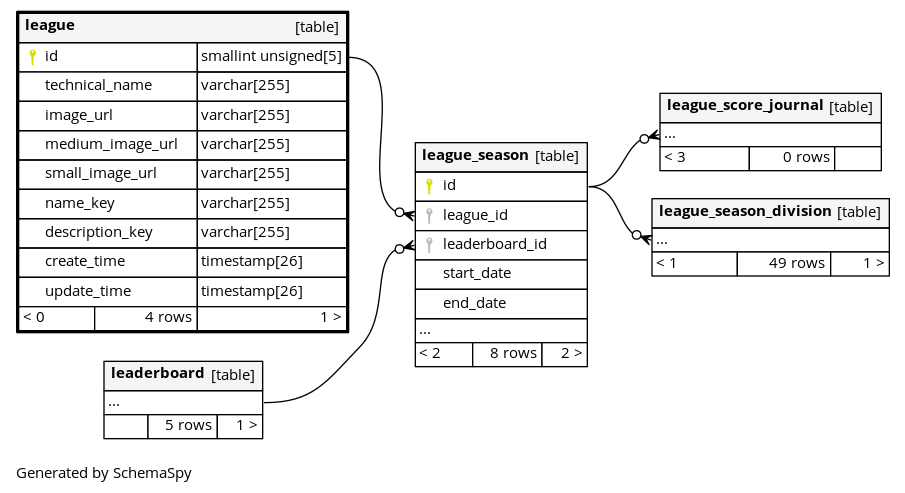 league [table]
id smallint unsigned[5]
technical_name varchar[255]
image_url varchar[255]
medium_image_url varchar[255]
small_image_url varchar[255]
name_key varchar[255]
description_key varchar[255]
create_time timestamp[26]
update_time timestamp[26]
< 0 4 rows 1 >
leaderboard [table]
...
5 rows 1 >
league_season [table]
id
league_id
leaderboard_id
start_date
end_date
...
< 2 8 rows 2 >
league_score_journal [table]
...
< 3 0 rows
league_season_division [table]
...
< 1 49 rows 1 >
Generated by SchemaSpy